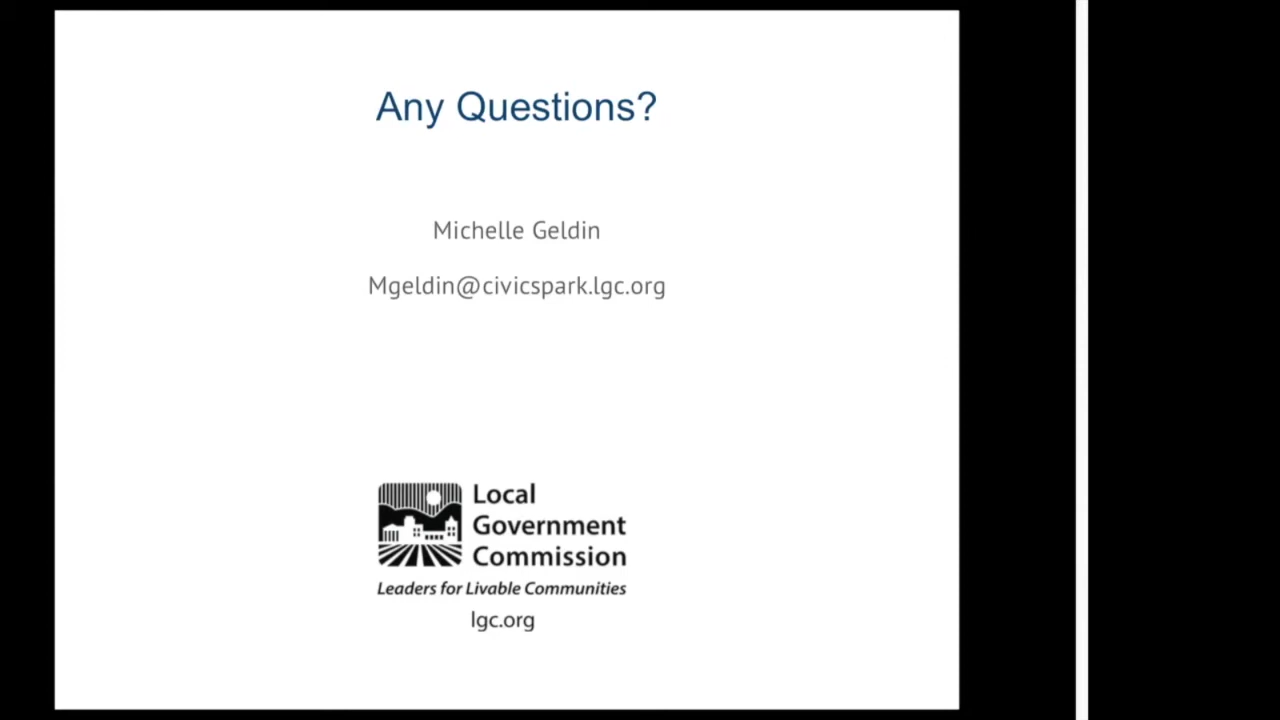 Any Questions?
Michelle Geldin
Mgeldin@civicspark.lgc.org
Local
Government
Commission
Leaders for Livable Communities
lgc.org